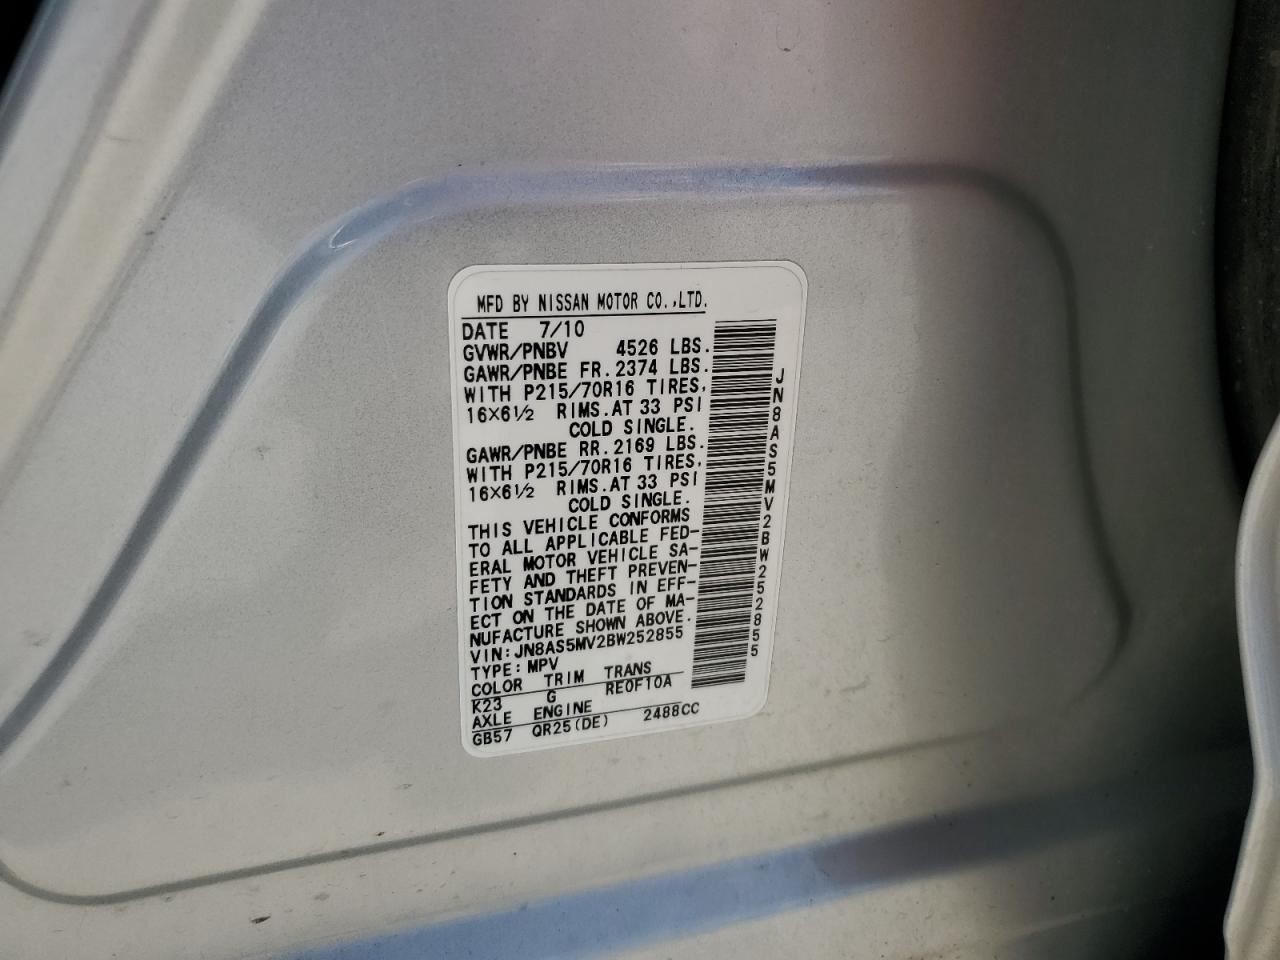 MFD BY NISSAN MOTOR CO.,LTD.
DATE 7/10
GVWR/PNBV 4526 LBS.
GAWR/PNBE FR. 2374 LBS.
WITH P215/70R16 TIRES,
16×6½ RIMS.AT 33 PSI
COLD SINGLE.
GAWR/PNBE RR. 2169 LBS.
WITH P215/70R16 TIRES,
16×6½ RIMS.AT 33 PSI
COLD SINGLE.
THIS VEHICLE CONFORMS
TO ALL APPLICABLE FED-
ERAL MOTOR VEHICLE SA-
FETY AND THEFT PREVEN-
TION STANDARDS IN EFF-
ECT ON THE DATE OF MA-
NUFACTURE SHOWN ABOVE.
VIN:JN8AS5MV2BW252855
TYPE:MPV
COLOR TRIM TRANS
K23 G RE0F10A
AXLE ENGINE
GB57 QR25(DE) 2488CC
JN8AS5MV2BW252855